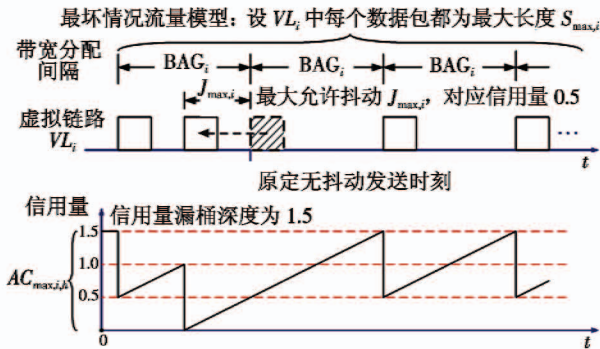 最坏情况流量模型：设 VLi 中每个数据包都为最大长度 Smax,i
带宽分配间隔
BAGi BAGi BAGi
Jmax,i
最大允许抖动 Jmax,i，对应信用量 0.5
虚拟链路 VLi
...
t
原定无抖动发送时刻
信用量
信用量漏桶深度为 1.5
1.5
1.0
ACmax,i,k
0.5
0
t